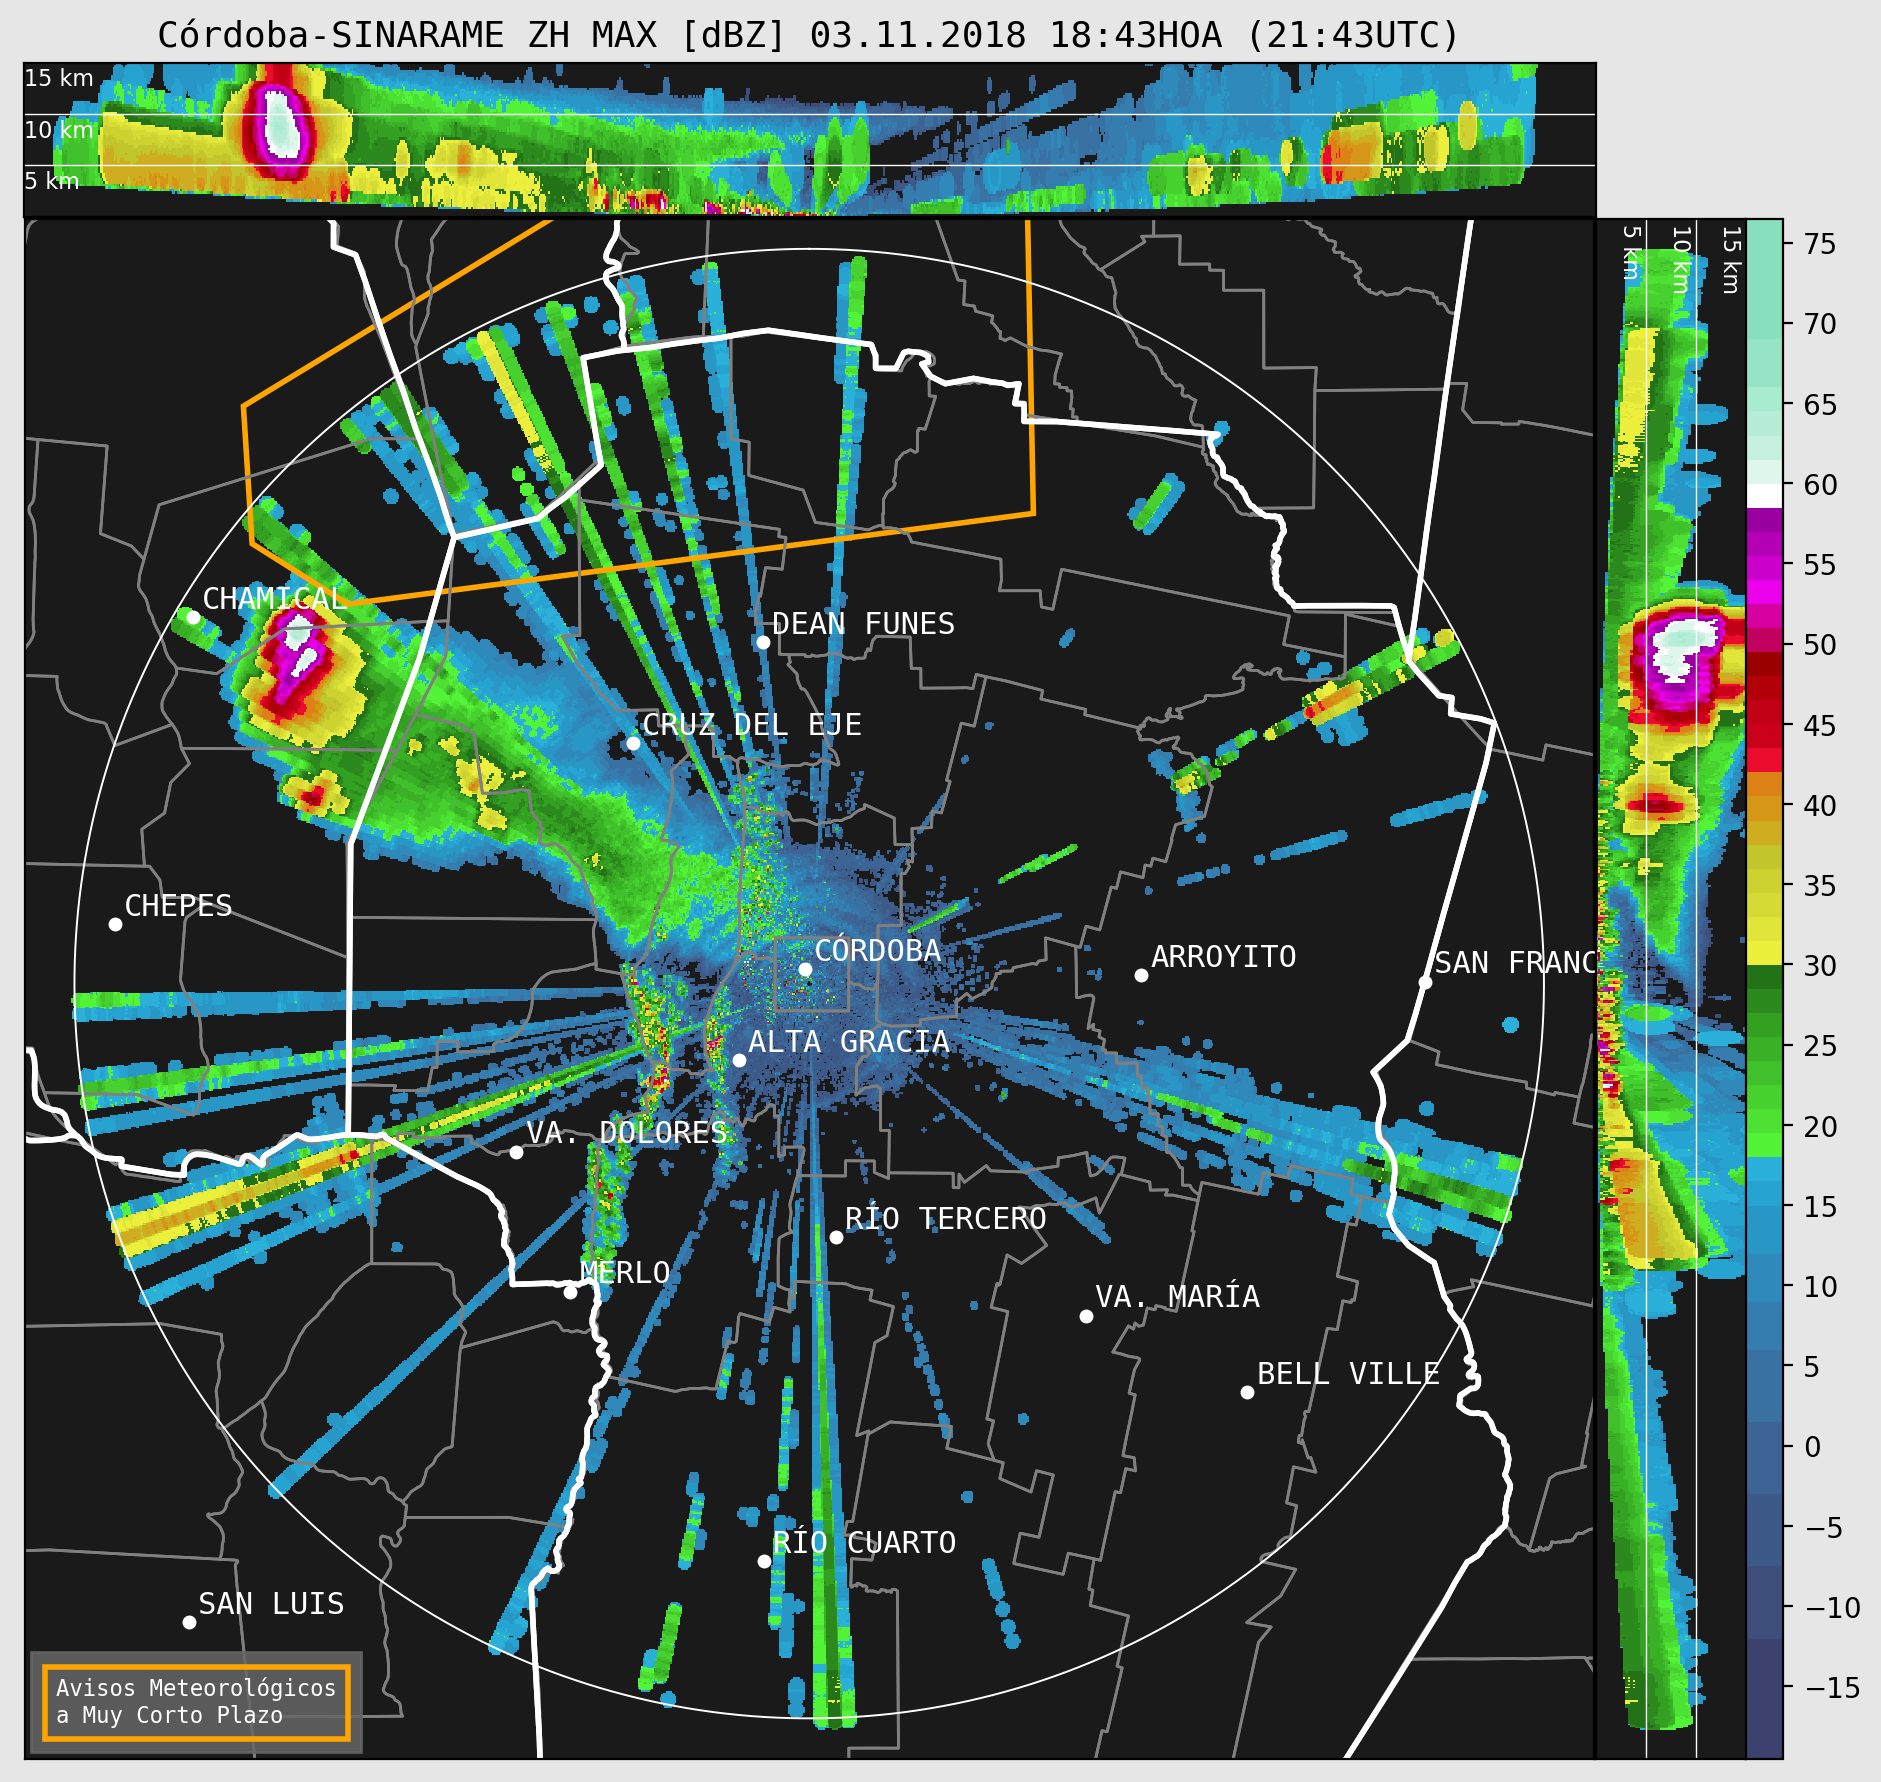 Córdoba-SINARAME ZH MAX [dBZ] 03.11.2018 18:43HOA (21:43UTC)
15 km
10 km
5 km
5 km
10 km
15 km
75
70
65
60
55
50
45
40
35
30
25
20
15
10
5
0
−5
−10
−15
CHAMICAL
DEAN FUNES
CRUZ DEL EJE
CHEPES
CÓRDOBA
ARROYITO
SAN FRANC
ALTA GRACIA
VA. DOLORES
RÍO TERCERO
MERLO
VA. MARÍA
BELL VILLE
RÍO CUARTO
SAN LUIS
Avisos Meteorológicos
a Muy Corto Plazo